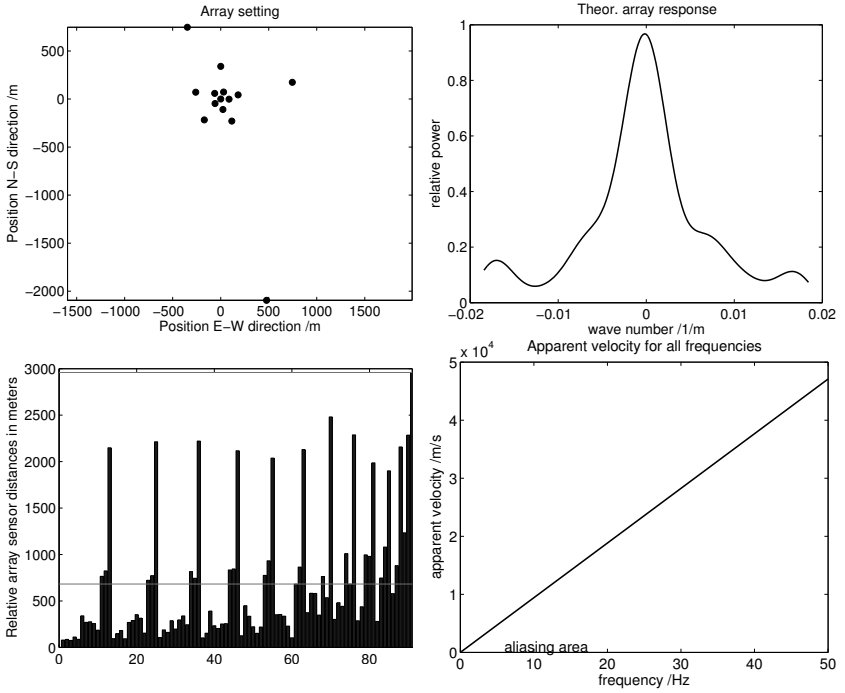 Array setting
Position N−S direction /m
500
0
−500
−1000
−1500
−2000
−1500 −1000 −500 0 500 1000 1500
Position E−W direction /m
Theor. array response
relative power
1
0.8
0.6
0.4
0.2
0
−0.02 −0.01 0 0.01 0.02
wave number /1/m
Relative array sensor distances in meters
3000
2500
2000
1500
1000
500
0
0 20 40 60 80
Apparent velocity for all frequencies
x 10^4
apparent velocity /m/s
5
4
3
2
1
0
aliasing area
0 10 20 30 40 50
frequency /Hz